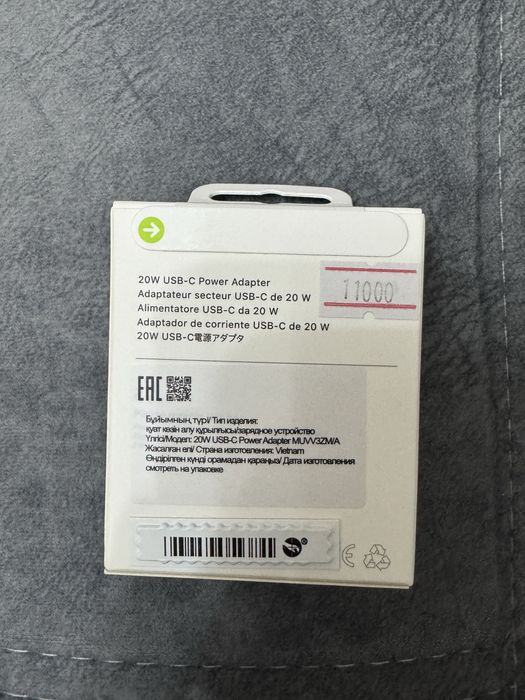 20W USB-C Power Adapter
Adaptateur secteur USB-C de 20 W
Alimentatore USB-C da 20 W
Adaptador de corriente USB-C de 20 W
20W USB-C電源アダプタ
11000
EAC
Бұйымның түрі/ Тип изделия:
қуат көзін алу құрылғысы/зарядное устройство
Үлгісі/Модел: 20W USB-C Power Adapter MUVV3ZM/A
Жасалған елі/ Страна изготовления: Vietnam
Өндірілген күнді орамадан қараңыз/ Дата изготовления
смотреть на упаковке
CE